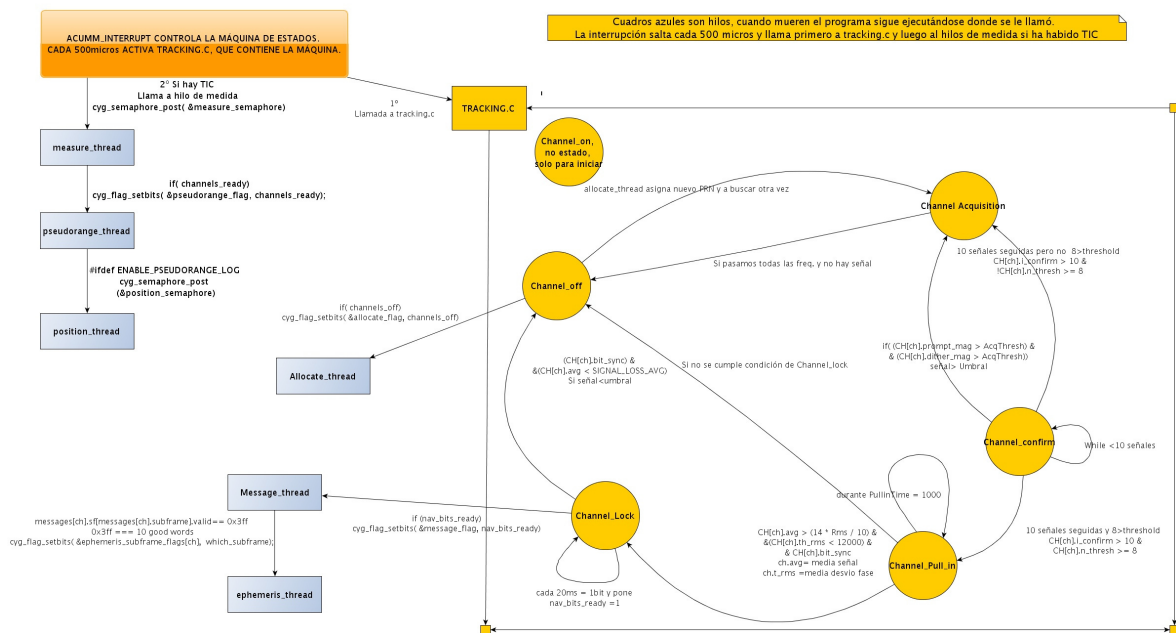 ACUMM_INTERRUPT CONTROLA LA MÁQUINA DE ESTADOS.
CADA 500micros ACTIVA TRACKING.C, QUE CONTIENE LA MÁQUINA.
Cuadros azules son hilos, cuando mueren el programa sigue ejecutándose donde se le llamó.
La interrupción salta cada 500 micros y llama primero a tracking.c y luego al hilos de medida si ha habido TIC
2º Si hay TIC
Llama a hilo de medida
cyg_semaphore_post( &measure_semaphore)
1º
Llamada a tracking.c
TRACKING.C
measure_thread
Channel_on,
no estado,
solo para iniciar
if( channels_ready)
cyg_flag_setbits( &pseudorange_flag, channels_ready);
allocate_thread asigna nuevo PRN y a buscar otra vez
Channel Acquisition
pseudorange_thread
#ifdef ENABLE_PSEUDORANGE_LOG
cyg_semaphore_post
(&position_semaphore)
Si pasamos todas las freq. y no hay señal
10 señales seguidas pero no  8>threshold
CH[ch].i_confirm > 10 &
!CH[ch].n_thresh >= 8
Channel_off
position_thread
if( channels_off)
cyg_flag_setbits( &allocate_flag, channels_off)
Allocate_thread
(CH[ch].bit_sync) &
&(CH[ch].avg < SIGNAL_LOSS_AVG)
Si señal<umbral
Si no se cumple condición de Channel_lock
if( (CH[ch].prompt_mag > AcqThresh) &
& (CH[ch].dither_mag > AcqThresh))
señal> Umbral
Channel_confirm
While <10 señales
Message_thread
if (nav_bits_ready)
cyg_flag_setbits( &message_flag, nav_bits_ready)
Channel_Lock
durante PullinTime = 1000
messages[ch].sf[messages[ch].subframe].valid== 0x3ff
0x3ff === 10 good words
cyg_flag_setbits( &ephemeris_subframe_flags[ch],  which_subframe);
CH[ch].avg > (14 * Rms / 10) &
&(CH[ch].th_rms < 12000) &
& CH[ch].bit_sync
ch.avg= media señal
ch.t_rms =media desvio fase
10 señales seguidas y 8>threshold
CH[ch].i_confirm > 10 &
CH[ch].n_thresh >= 8
Channel_Pull_in
ephemeris_thread
cada 20ms = 1bit y pone
nav_bits_ready =1